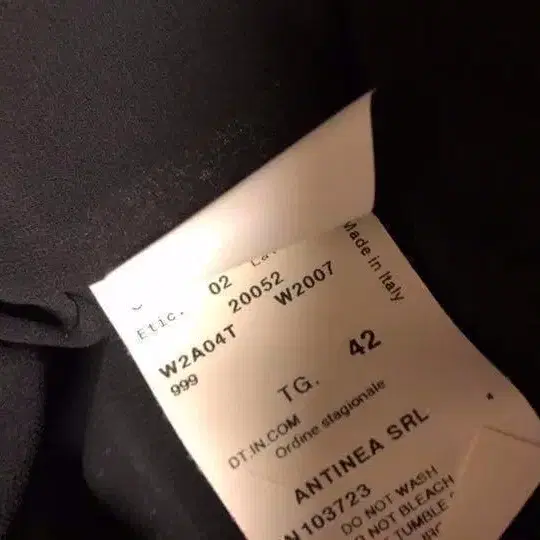 02
Etic. 20052
W2A04T W2007
999
Made in Italy
TG. 42
DT.IN.COM
Ordine stagionale
ANTINEA SRL
N 103723
DO NOT WASH
NOT BLEACH
TUMBLE